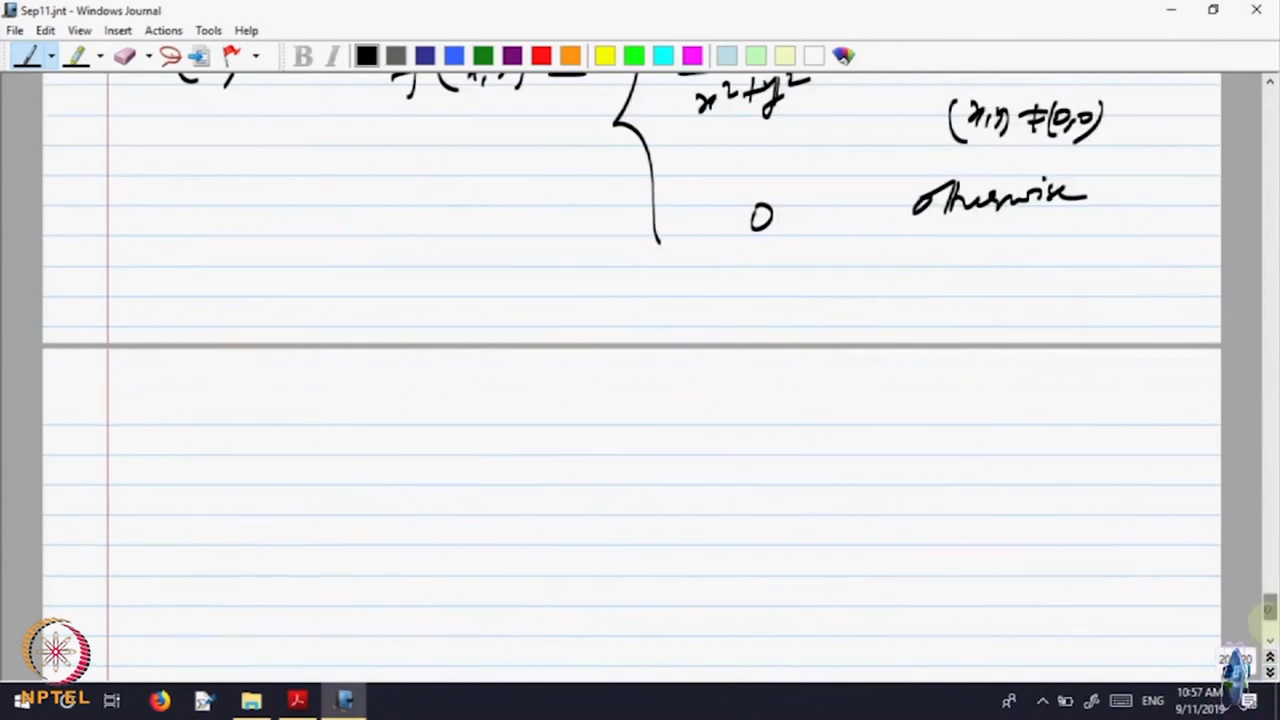 Sep11.jnt - Windows Journal
File Edit View Insert Actions Tools Help
B I
f(x,y) =
x²+y²
(x,y) ≠ (0,0)
0 otherwise
NPTEL
ENG
10:57 AM
9/11/2019